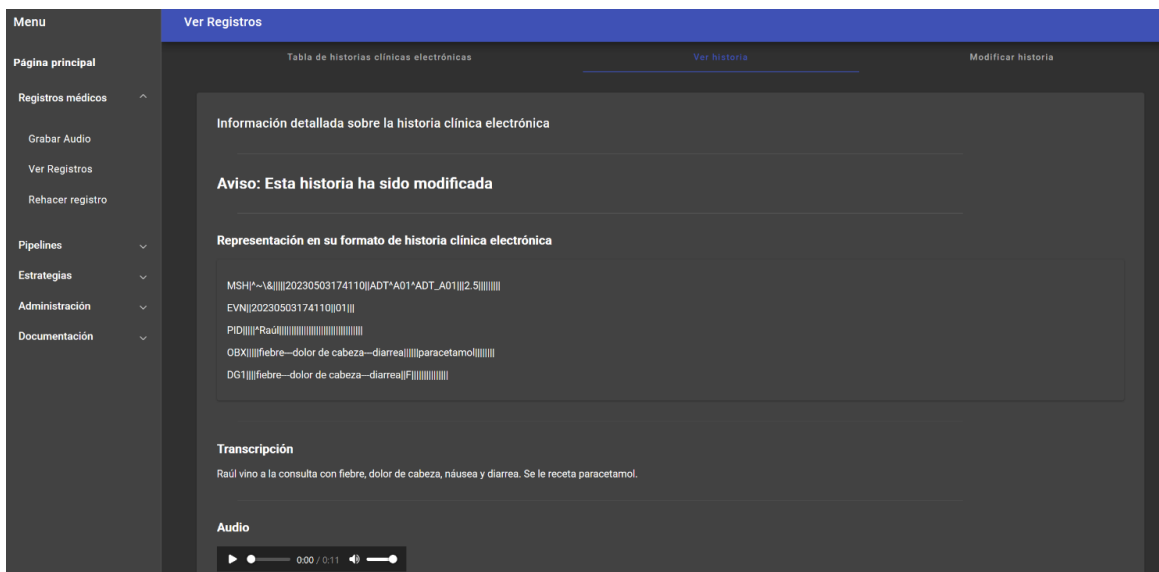 Menu
Ver Registros
Página principal
Tabla de historias clínicas electrónicas
Ver historia
Modificar historia
Registros médicos
Grabar Audio
Ver Registros
Rehacer registro
Pipelines
Estrategias
Administración
Documentación
Información detallada sobre la historia clínica electrónica
Aviso: Esta historia ha sido modificada
Representación en su formato de historia clínica electrónica
MSH|^~\&|||||20230503174110||ADT^A01^ADT_A01|||2.5|||||||||
EVN||20230503174110||01|||
PID|||||^Raúl||||||||||||||||||||||||||||||||||
OBX|||||fiebre---dolor de cabeza---diarrea||||||paracetamol||||||||
DG1||||fiebre---dolor de cabeza---diarrea||F|||||||||||||||
Transcripción
Raúl vino a la consulta con fiebre, dolor de cabeza, náusea y diarrea. Se le receta paracetamol.
Audio
0:00 / 0:11